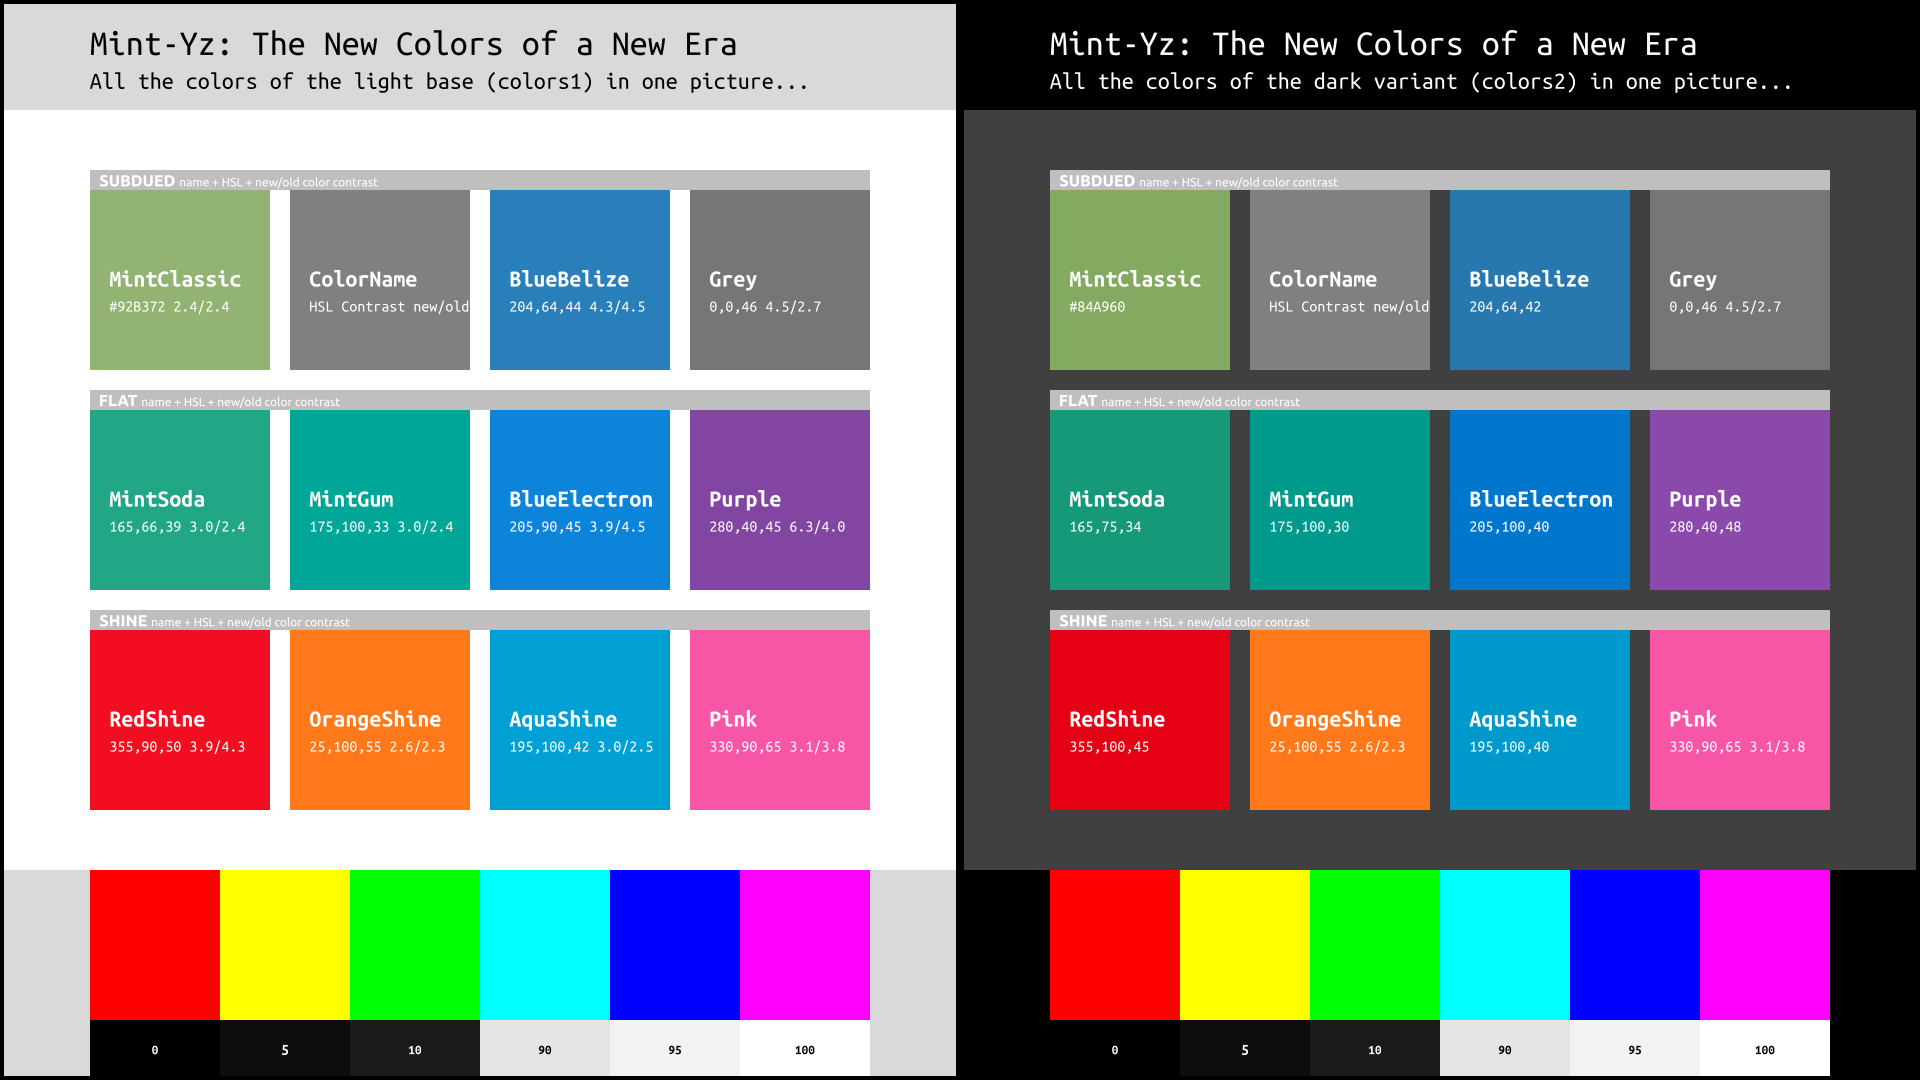 Mint-Yz: The New Colors of a New Era
All the colors of the light base (colors1) in one picture...
SUBDUED name + HSL + new/old color contrast
MintClassic
#92B372 2.4/2.4
ColorName
HSL Contrast new/old
BlueBelize
204,64,44 4.3/4.5
Grey
0,0,46 4.5/2.7
FLAT name + HSL + new/old color contrast
MintSoda
165,66,39 3.0/2.4
MintGum
175,100,33 3.0/2.4
BlueElectron
205,90,45 3.9/4.5
Purple
280,40,45 6.3/4.0
SHINE name + HSL + new/old color contrast
RedShine
355,90,50 3.9/4.3
OrangeShine
25,100,55 2.6/2.3
AquaShine
195,100,42 3.0/2.5
Pink
330,90,65 3.1/3.8
0 5 10 90 95 100
Mint-Yz: The New Colors of a New Era
All the colors of the dark variant (colors2) in one picture...
SUBDUED name + HSL + new/old color contrast
MintClassic
#84A960
ColorName
HSL Contrast new/old
BlueBelize
204,64,42
Grey
0,0,46 4.5/2.7
FLAT name + HSL + new/old color contrast
MintSoda
165,75,34
MintGum
175,100,30
BlueElectron
205,100,40
Purple
280,40,48
SHINE name + HSL + new/old color contrast
RedShine
355,100,45
OrangeShine
25,100,55 2.6/2.3
AquaShine
195,100,40
Pink
330,90,65 3.1/3.8
0 5 10 90 95 100